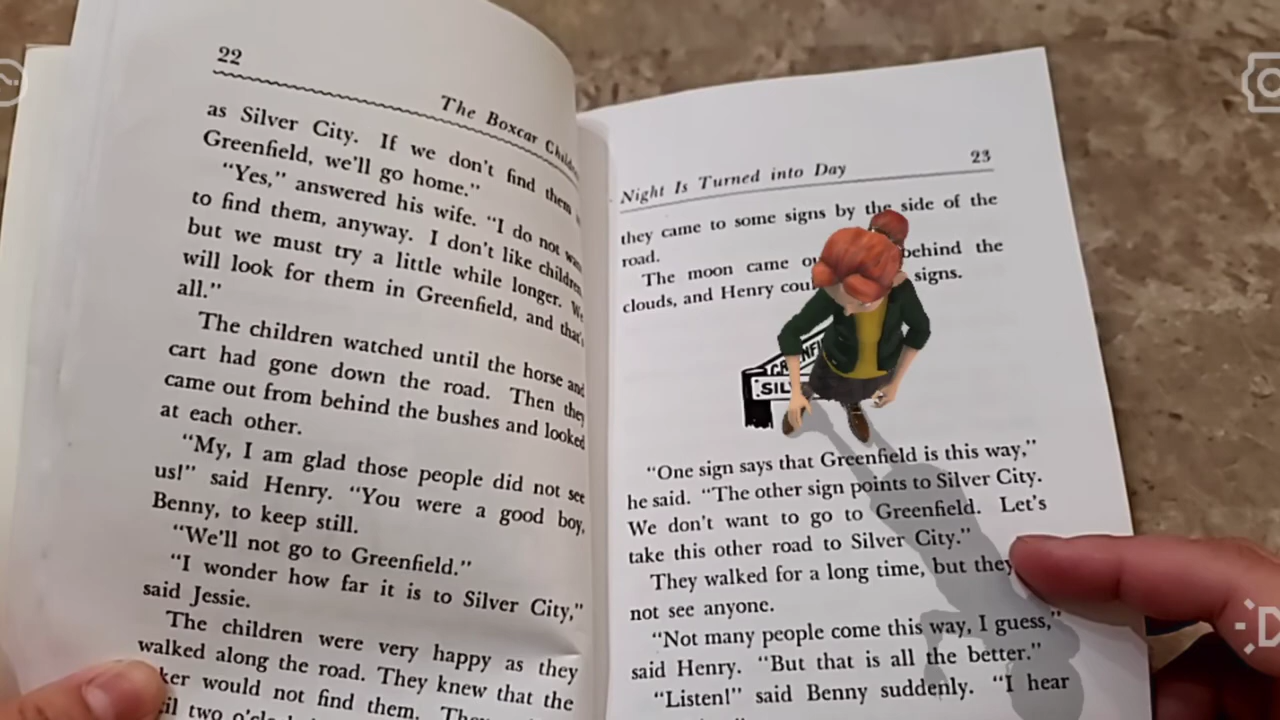 22
The Boxcar
as Silver City. If we don't find them
Greenfield, we'll go home."
"Yes," answered his wife. "I do not
to find them, anyway. I don't like children,
but we must try a little while longer. We
will look for them in Greenfield, and that's
all."
The children watched until the horse and
cart had gone down the road. Then they
came out from behind the bushes and looked
at each other.
"My, I am glad those people did not see
us!" said Henry. "You were a good boy,
Benny, to keep still.
"We'll not go to Greenfield."
"I wonder how far it is to Silver City,"
said Jessie.
The children were very happy as they
walked along the road. They knew that the
would not find them.
two
Night Is Turned into Day
23
they came to some signs by the side of the
road.
The moon came behind the
clouds, and Henry signs.
"One sign says that Greenfield is this way,"
he said. "The other sign points to Silver City.
We don't want to go to Greenfield. Let's
take this other road to Silver City."
They walked for a long time, but they
not see anyone.
"Not many people come this way, I guess,"
said Henry. "But that is all the better."
"Listen!" said Benny suddenly. "I hear